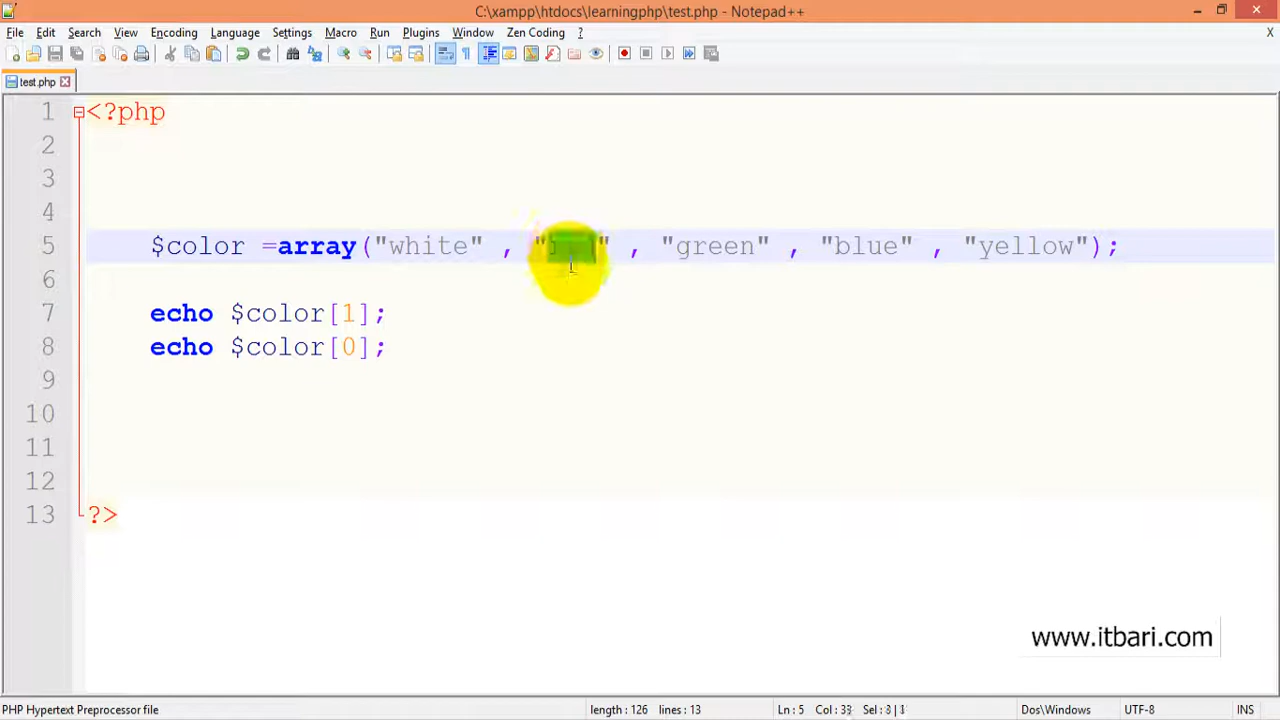 C:\xampp\htdocs\learningphp\test.php - Notepad++
File Edit Search View Encoding Language Settings Macro Run Plugins Window Zen Coding ? X
test.php
1 <?php
2
3
4
5 $color =array("white" , " " , "green" , "blue" , "yellow");
6
7 echo $color[1];
8 echo $color[0];
9
10
11
12
13 ?>
www.itbari.com
PHP Hypertext Preprocessor file length : 126 lines : 13 Ln : 5 Col : Sel : Dos\Windows UTF-8 INS